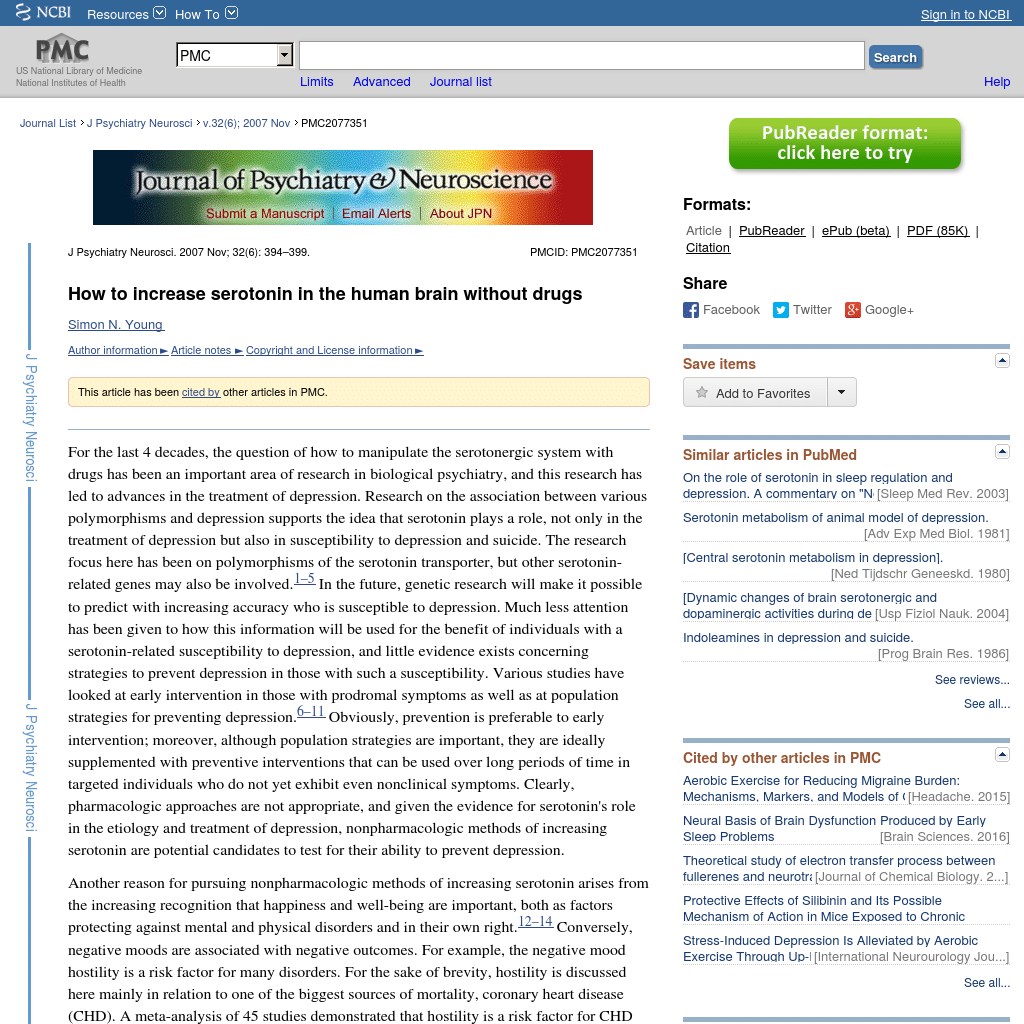 NCBI Resources How To Sign in to NCBI
PMC
US National Library of Medicine
National Institutes of Health
PMC Search
Limits Advanced Journal list Help
Journal List › J Psychiatry Neurosci › v.32(6); 2007 Nov › PMC2077351
Journal of Psychiatry & Neuroscience
Submit a Manuscript | Email Alerts | About JPN
J Psychiatry Neurosci
J Psychiatry Neurosci
J Psychiatry Neurosci. 2007 Nov; 32(6): 394–399. PMCID: PMC2077351
How to increase serotonin in the human brain without drugs
Simon N. Young
Author information ► Article notes ► Copyright and License information ►
This article has been cited by other articles in PMC.
For the last 4 decades, the question of how to manipulate the serotonergic system with
drugs has been an important area of research in biological psychiatry, and this research has
led to advances in the treatment of depression. Research on the association between various
polymorphisms and depression supports the idea that serotonin plays a role, not only in the
treatment of depression but also in susceptibility to depression and suicide. The research
focus here has been on polymorphisms of the serotonin transporter, but other serotonin-
related genes may also be involved.1–5 In the future, genetic research will make it possible
to predict with increasing accuracy who is susceptible to depression. Much less attention
has been given to how this information will be used for the benefit of individuals with a
serotonin-related susceptibility to depression, and little evidence exists concerning
strategies to prevent depression in those with such a susceptibility. Various studies have
looked at early intervention in those with prodromal symptoms as well as at population
strategies for preventing depression.6–11 Obviously, prevention is preferable to early
intervention; moreover, although population strategies are important, they are ideally
supplemented with preventive interventions that can be used over long periods of time in
targeted individuals who do not yet exhibit even nonclinical symptoms. Clearly,
pharmacologic approaches are not appropriate, and given the evidence for serotonin's role
in the etiology and treatment of depression, nonpharmacologic methods of increasing
serotonin are potential candidates to test for their ability to prevent depression.
Another reason for pursuing nonpharmacologic methods of increasing serotonin arises from
the increasing recognition that happiness and well-being are important, both as factors
protecting against mental and physical disorders and in their own right.12–14 Conversely,
negative moods are associated with negative outcomes. For example, the negative mood
hostility is a risk factor for many disorders. For the sake of brevity, hostility is discussed
here mainly in relation to one of the biggest sources of mortality, coronary heart disease
(CHD). A meta-analysis of 45 studies demonstrated that hostility is a risk factor for CHD
PubReader format:
click here to try
Formats:
Article | PubReader | ePub (beta) | PDF (85K) |
Citation
Share
Facebook Twitter Google+
Save items
Add to Favorites
Similar articles in PubMed
On the role of serotonin in sleep regulation and
depression. A commentary on "N [Sleep Med Rev. 2003]
Serotonin metabolism of animal model of depression.
[Adv Exp Med Biol. 1981]
[Central serotonin metabolism in depression].
[Ned Tijdschr Geneeskd. 1980]
[Dynamic changes of brain serotonergic and
dopaminergic activities during de [Usp Fiziol Nauk. 2004]
Indoleamines in depression and suicide.
[Prog Brain Res. 1986]
See reviews...
See all...
Cited by other articles in PMC
Aerobic Exercise for Reducing Migraine Burden:
Mechanisms, Markers, and Models of [Headache. 2015]
Neural Basis of Brain Dysfunction Produced by Early
Sleep Problems [Brain Sciences. 2016]
Theoretical study of electron transfer process between
fullerenes and neurotra [Journal of Chemical Biology. 2...]
Protective Effects of Silibinin and Its Possible
Mechanism of Action in Mice Exposed to Chronic
Stress-Induced Depression Is Alleviated by Aerobic
Exercise Through Up- [International Neurourology Jou...]
See all...